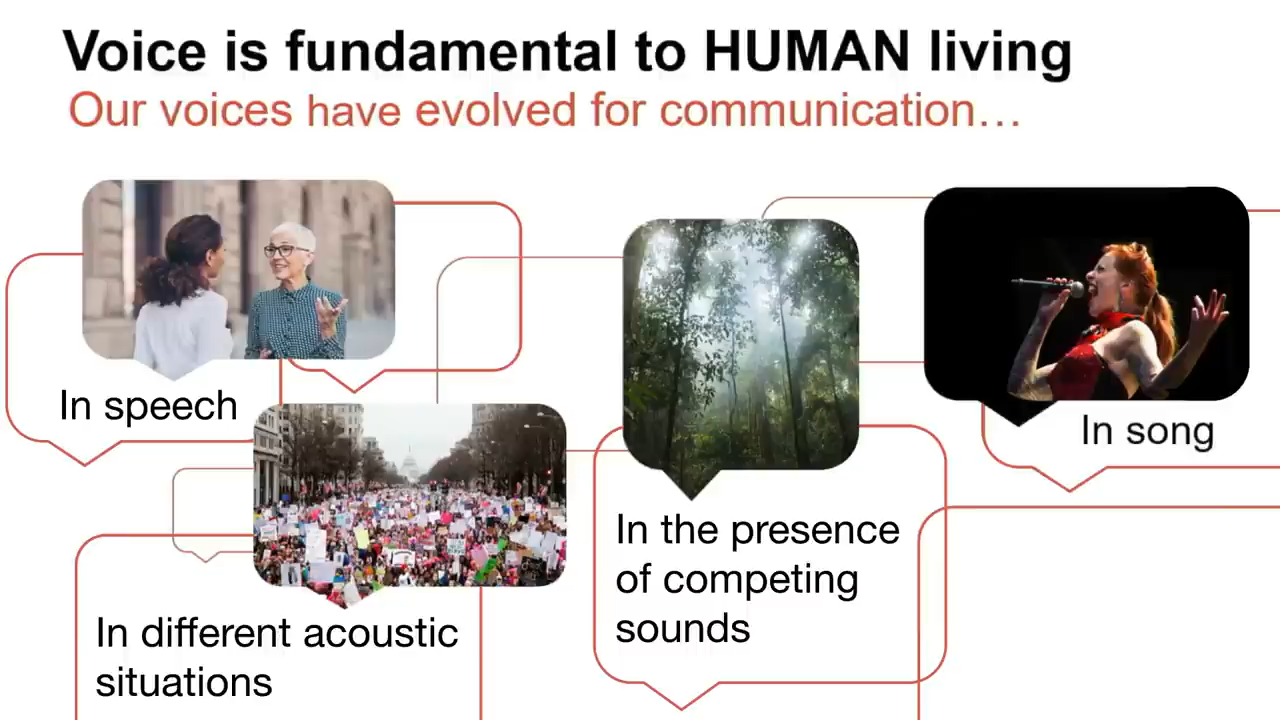 Voice is fundamental to HUMAN living
Our voices have evolved for communication…
In speech
In different acoustic
situations
In the presence
of competing
sounds
In song